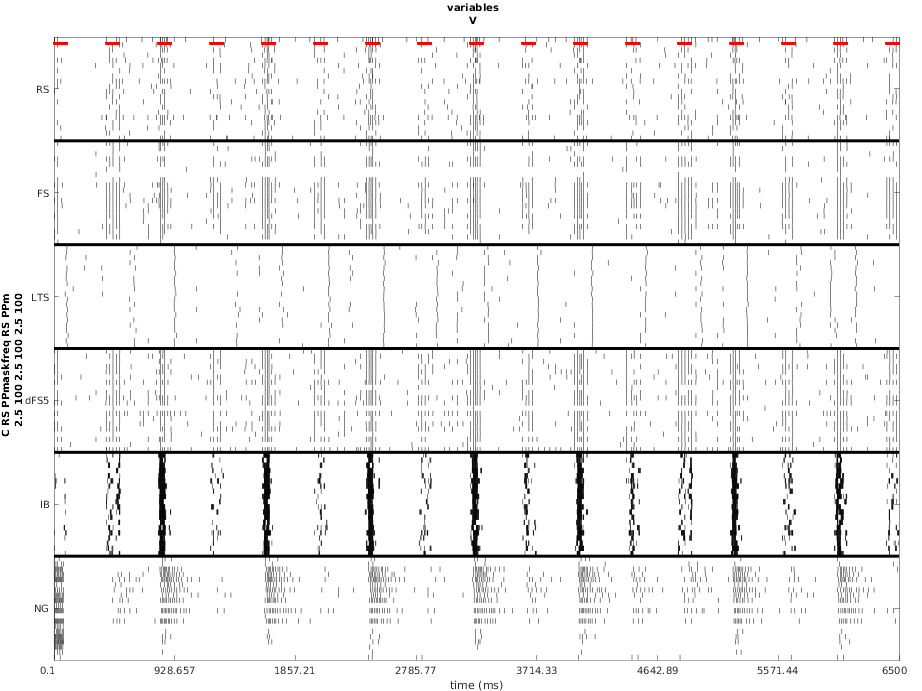 variables
V
RS
FS
LTS
dFS5
IB
NG
C RS PPmaskfreq RS PPm
2.5 100 2.5 100 2.5 100
0.1 928.657 1857.21 2785.77 3714.33 4642.89 5571.44 6500
time (ms)